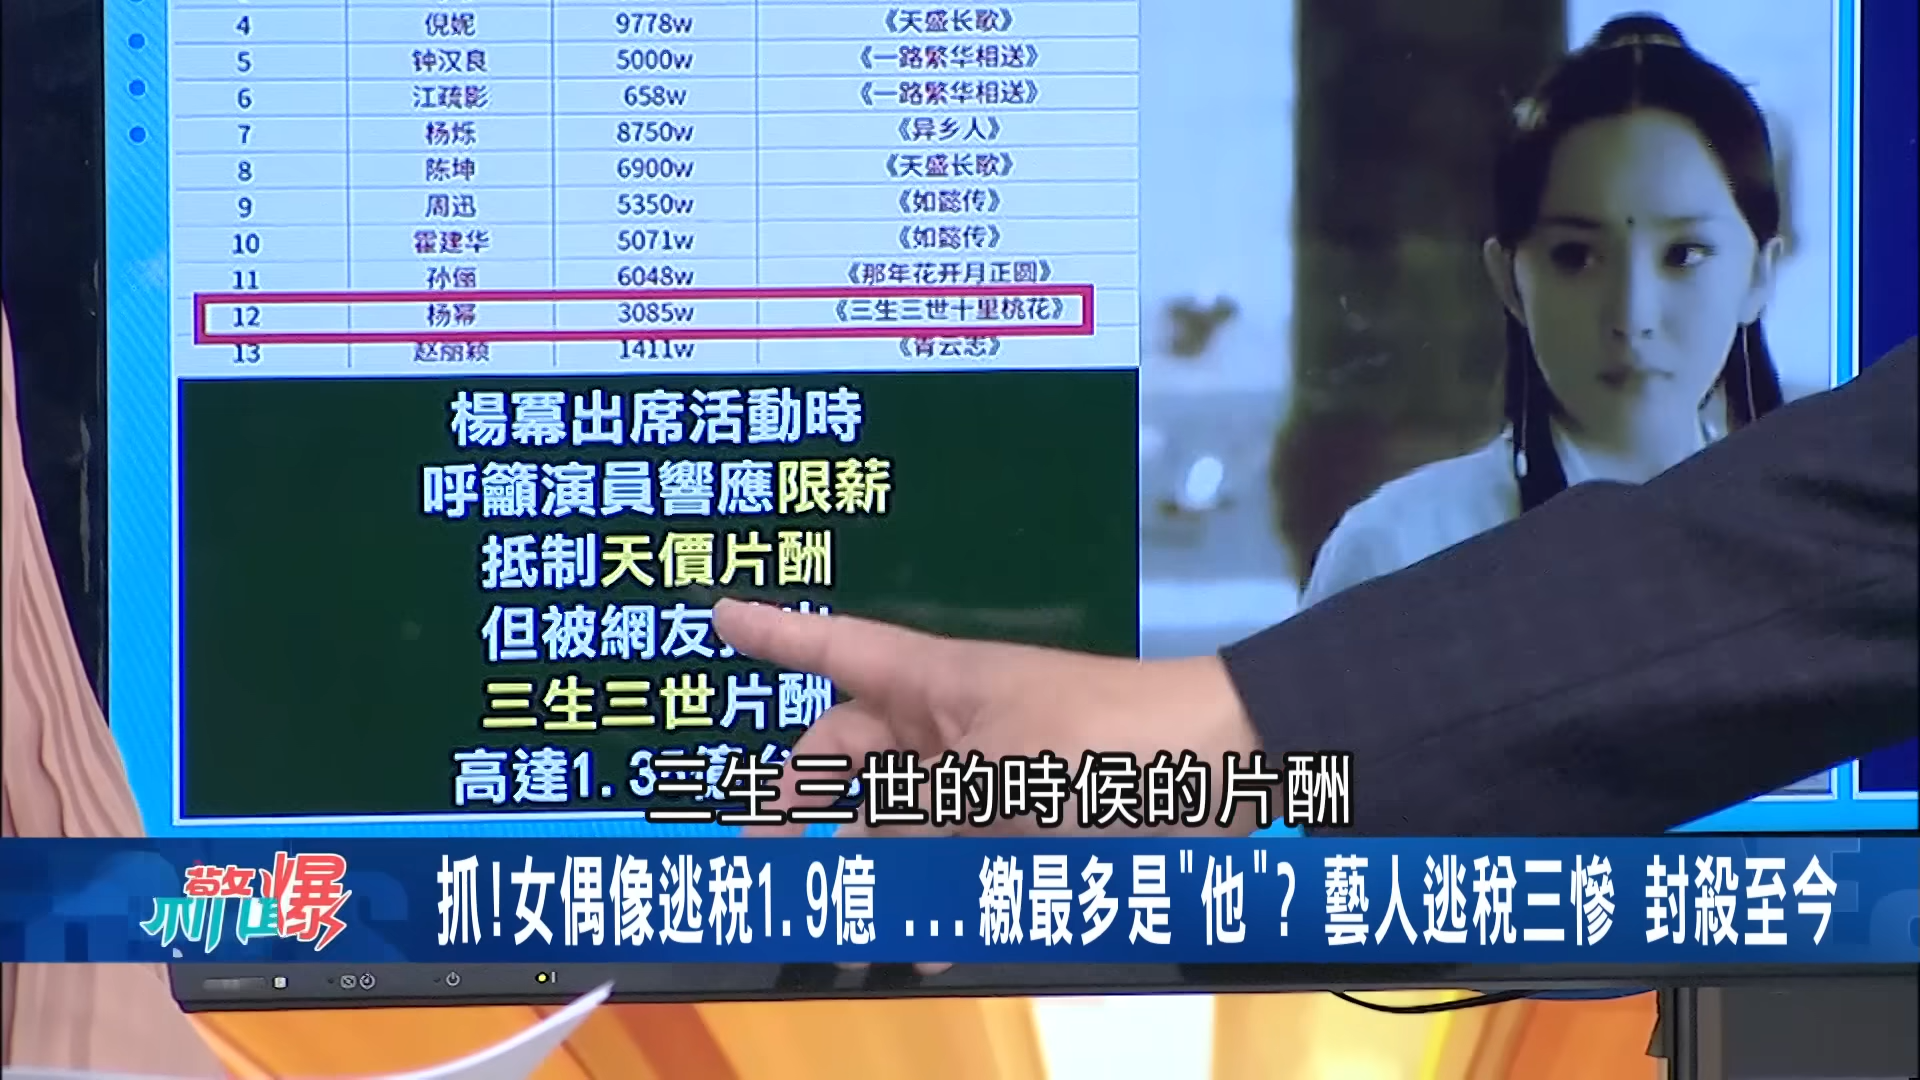 4 倪妮 9778w 《天盛长歌》
5 钟汉良 5000w 《一路繁华相送》
6 江疏影 658w 《一路繁华相送》
7 杨烁 8750w 《异乡人》
8 陈坤 6900w 《天盛长歌》
9 周迅 5350w 《如懿传》
10 霍建华 5071w 《如懿传》
11 孙俪 6048w 《那年花开月正圆》
12 杨幂 3085w 《三生三世十里桃花》
13 赵丽颖 1411w
楊冪出席活動時
呼籲演員響應限薪
抵制天價片酬
但被網友
三生三世片酬
高達1.3
三生三世的時候的片酬
驚爆新聞
抓!女偶像逃稅1.9億 ...繳最多是"他"? 藝人逃稅三慘 封殺至今